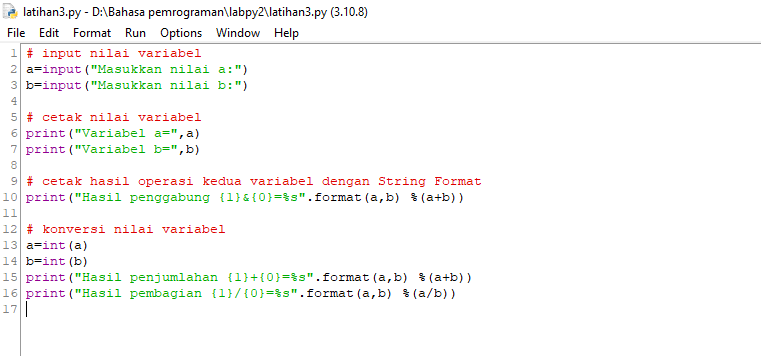 latihan3.py - D:\Bahasa pemrograman\labpy2\latihan3.py (3.10.8)
File Edit Format Run Options Window Help
1 # input nilai variabel
2 a=input("Masukkan nilai a:")
3 b=input("Masukkan nilai b:")
4
5 # cetak nilai variabel
6 print("Variabel a=",a)
7 print("Variabel b=",b)
8
9 # cetak hasil operasi kedua variabel dengan String Format
10 print("Hasil penggabung {1}&{0}=%s".format(a,b) %(a+b))
11
12 # konversi nilai variabel
13 a=int(a)
14 b=int(b)
15 print("Hasil penjumlahan {1}+{0}=%s".format(a,b) %(a+b))
16 print("Hasil pembagian {1}/{0}=%s".format(a,b) %(a/b))
17